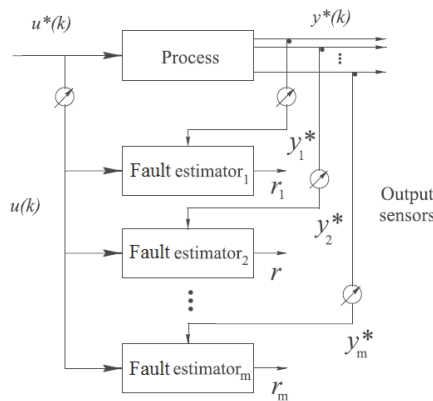 u*(k)
y*(k)
Process
y1*
Fault estimator1
r1
u(k)
Output
sensors
y2*
Fault estimator2
r
ym*
Fault estimatorm
rm